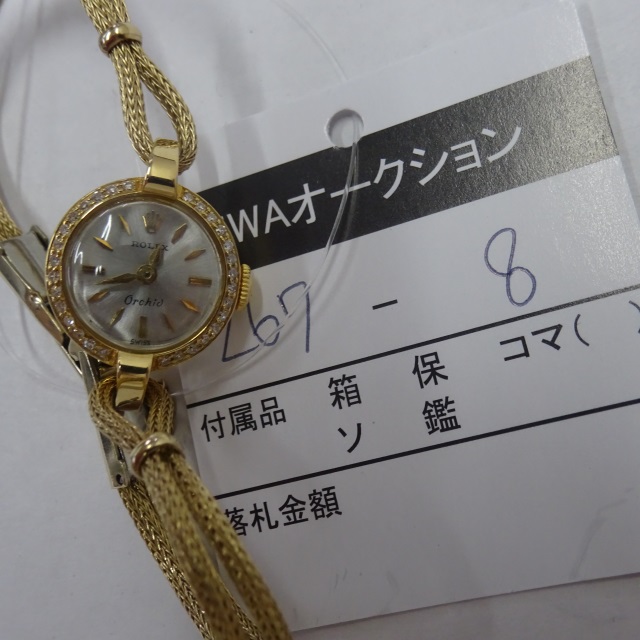 ROLEX
Orchid
SWISS
WAオークション
267 - 8
付属品 箱 保 コマ( )
ソ 鑑
落札金額